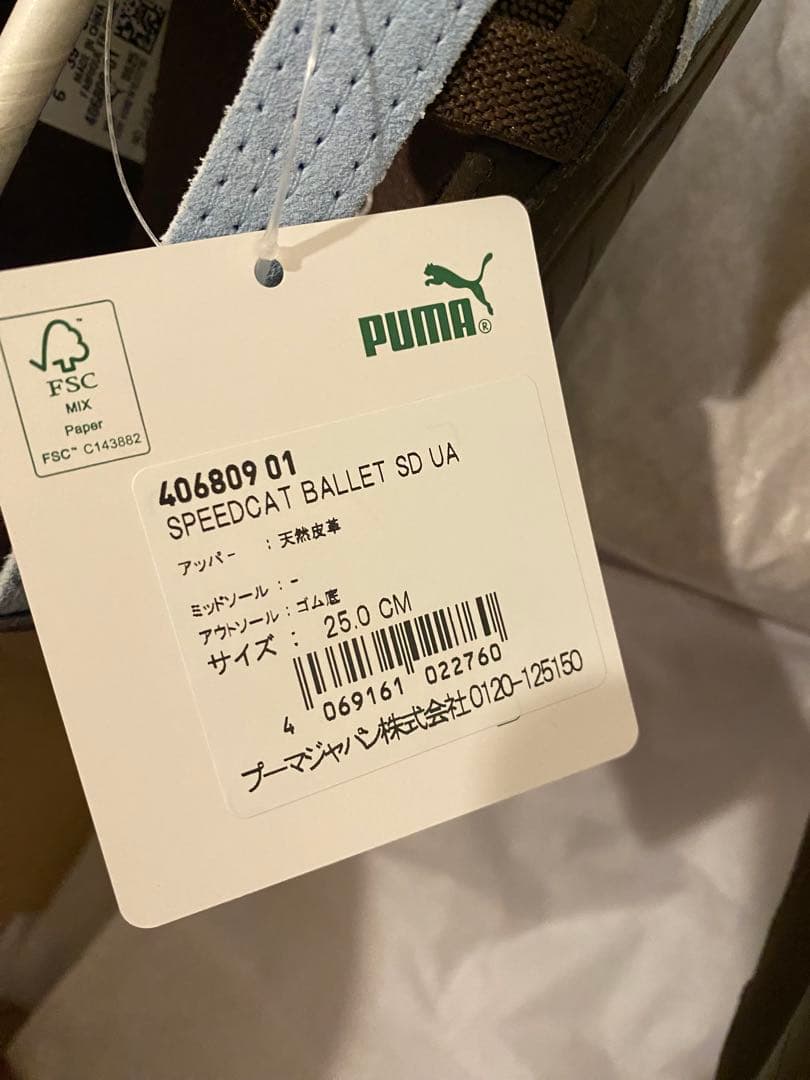 PUMA®
FSC™
MIX
Paper
FSC™ C143882
406809 01
SPEEDCAT BALLET SD UA
アッパー : 天然皮革
ミッドソール : -
アウトソール : ゴム底
サイズ : 25.0 CM
4 069161 022760
プーマジャパン株式会社0120-125150